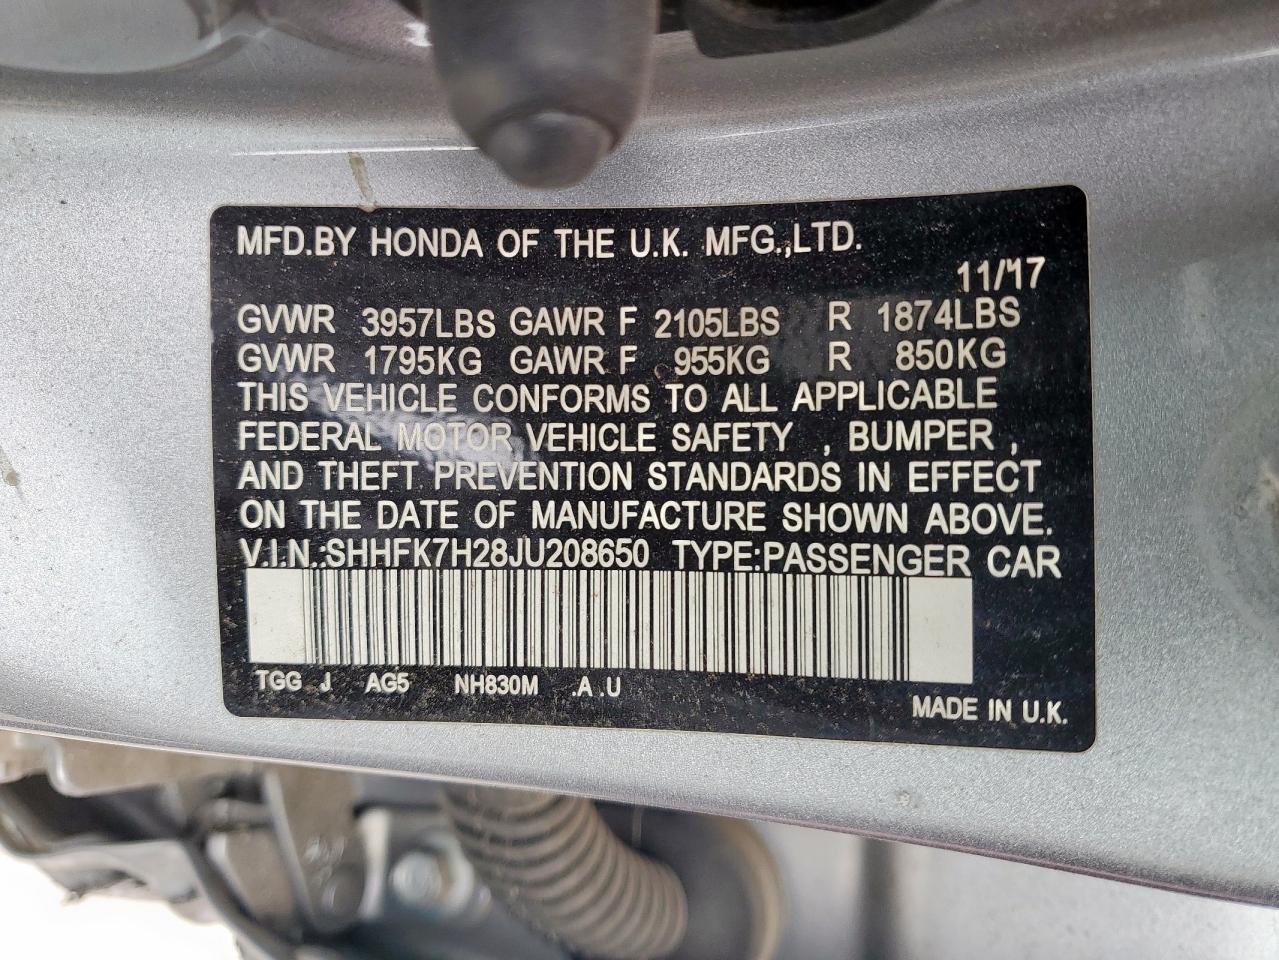 MFD.BY HONDA OF THE U.K. MFG.,LTD.
11/17
GVWR 3957LBS GAWR F 2105LBS R 1874LBS
GVWR 1795KG GAWR F 955KG R 850KG
THIS VEHICLE CONFORMS TO ALL APPLICABLE
FEDERAL MOTOR VEHICLE SAFETY , BUMPER ,
AND THEFT PREVENTION STANDARDS IN EFFECT
ON THE DATE OF MANUFACTURE SHOWN ABOVE.
V.I.N.:SHHFK7H28JU208650 TYPE:PASSENGER CAR
TGG J AG5 NH830M .A .U
MADE IN U.K.